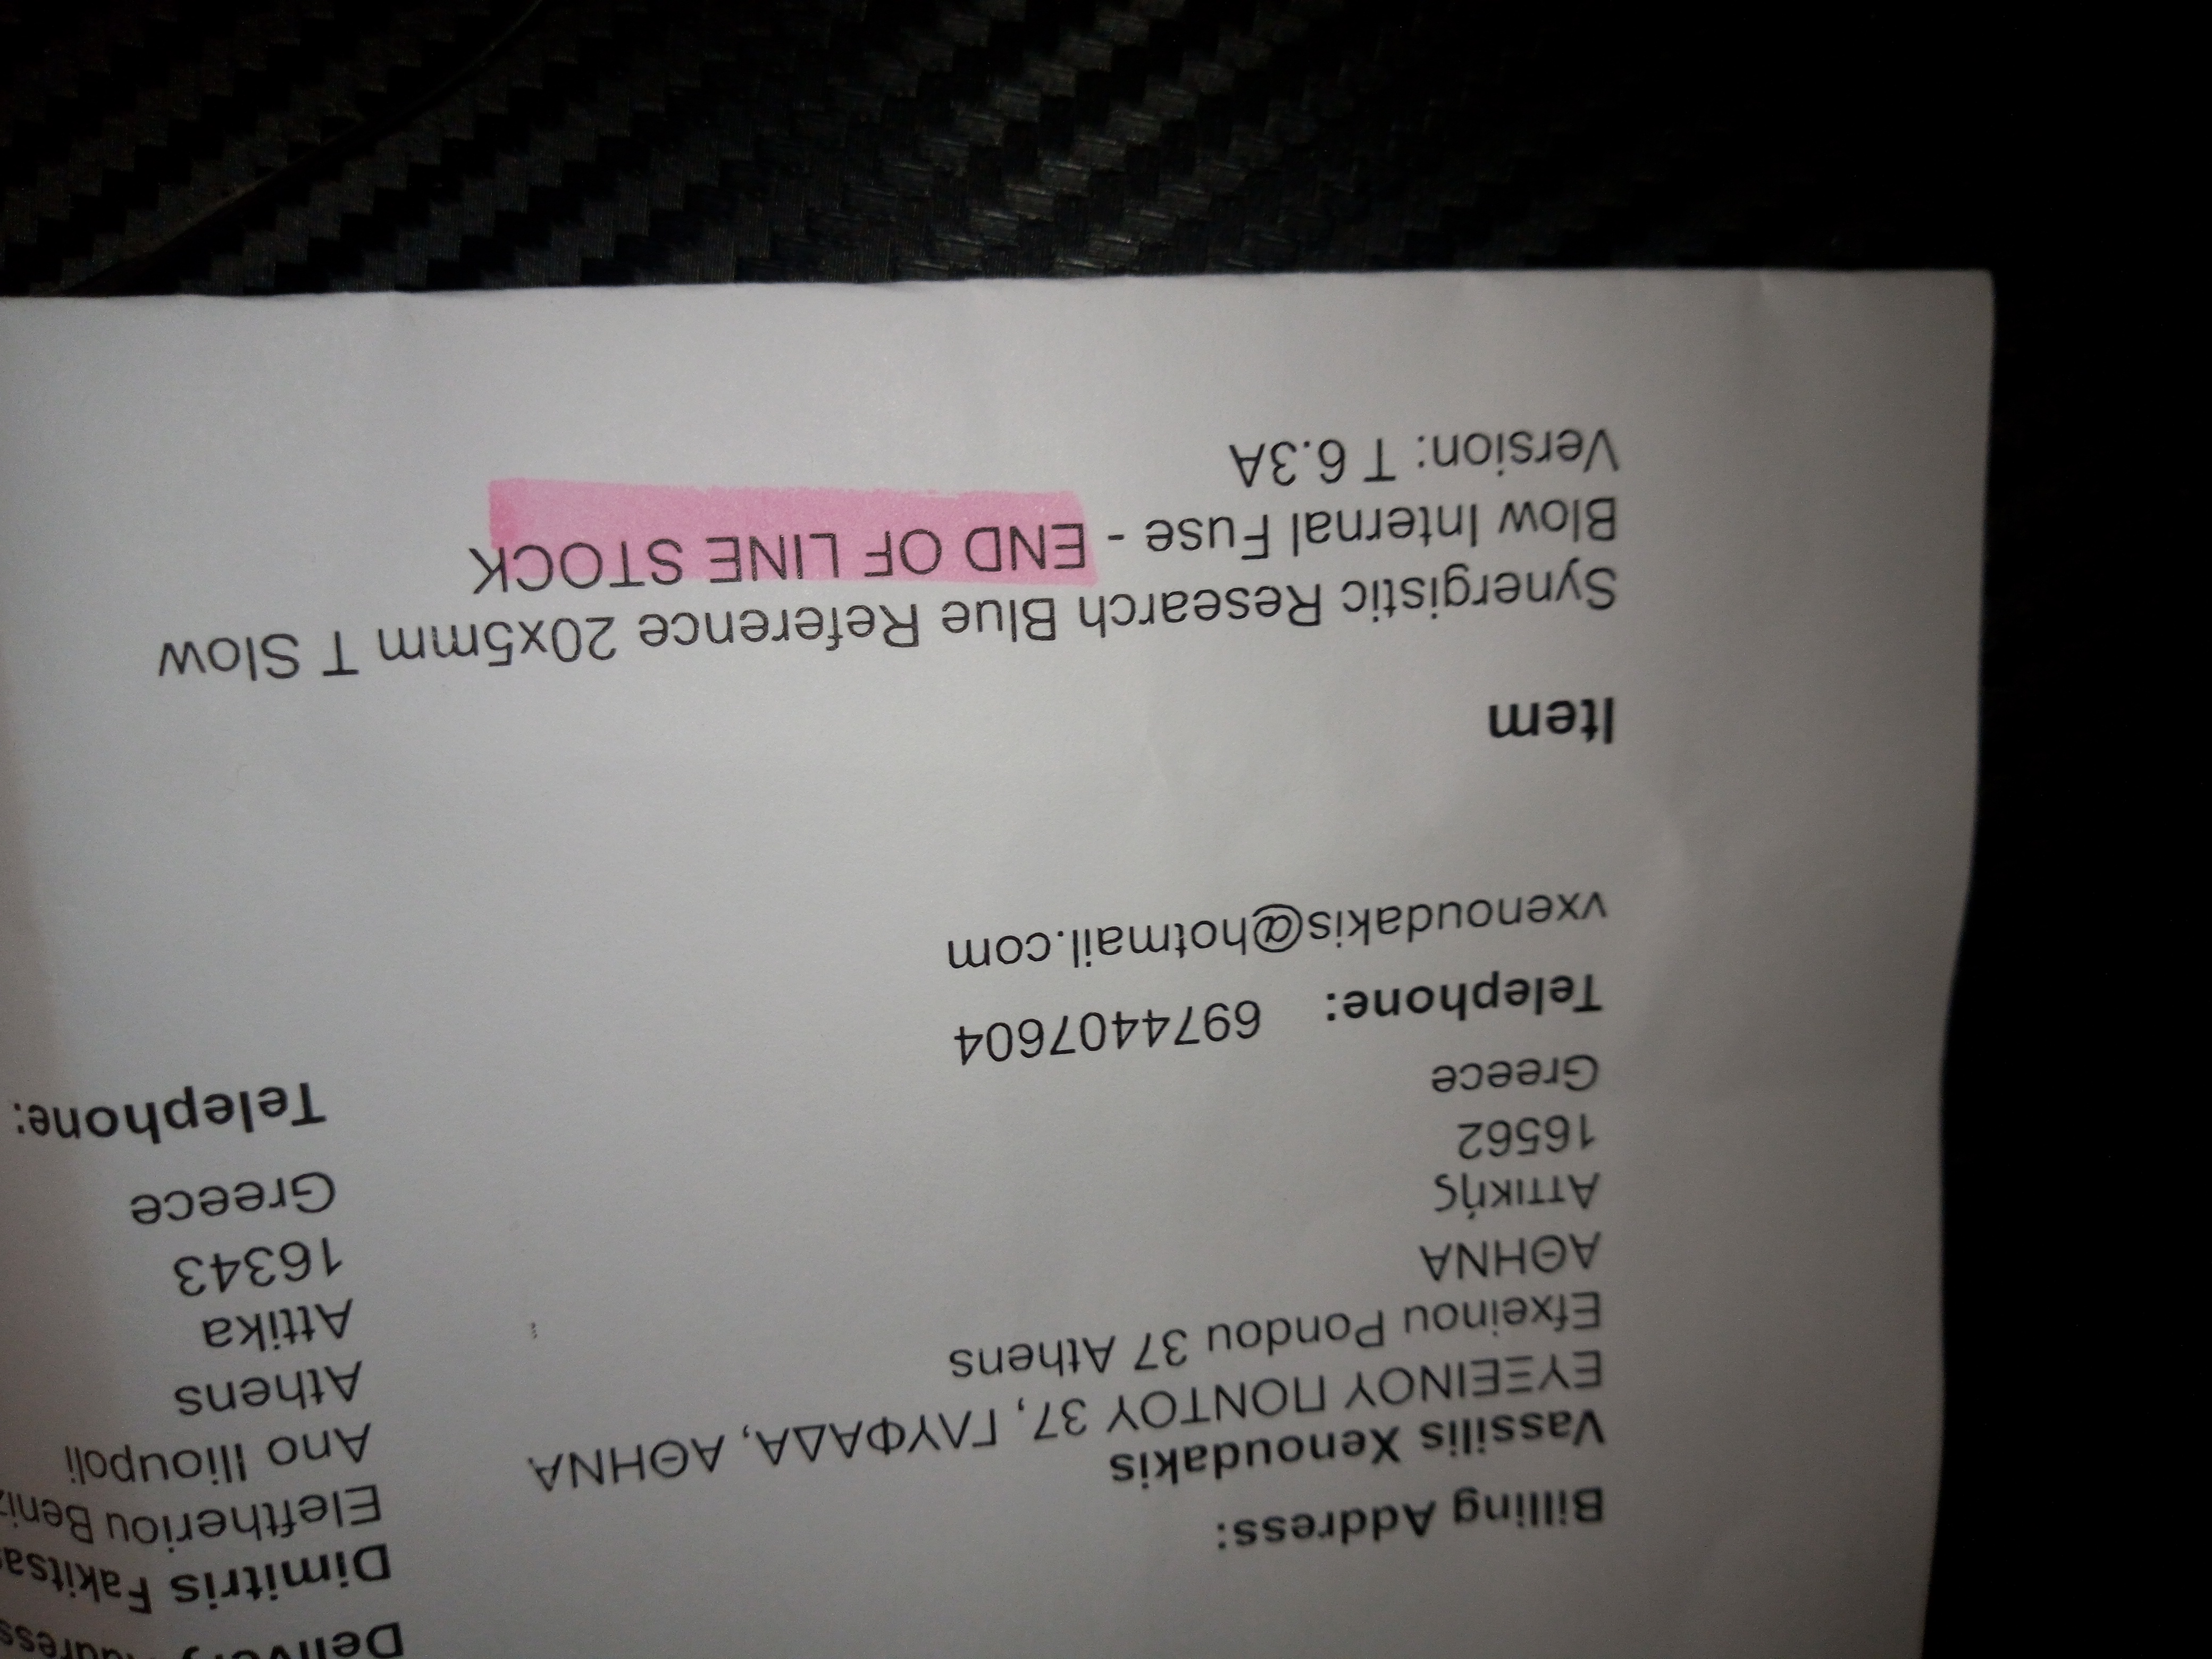 Delivery Address
Dimitris Fakitsas
Eleftheriou
Ano Ilioupoli
Athens
Attika
16343
Greece
Telephone:
Billing Address:
Vassilis Xenoudakis
ΕΥΞΕΙΝΟΥ ΠΟΝΤΟΥ 37, ΓΛΥΦΑΔΑ, ΑΘΗΝΑ
Efxeinou Pondou 37 Athens
ΑΘΗΝΑ
Αττικής
16562
Greece
Telephone: 6974407604
vxenoudakis@hotmail.com
Item
Synergistic Research Blue Reference 20x5mm T Slow
Blow Internal Fuse - END OF LINE STOCK
Version: T 6.3A